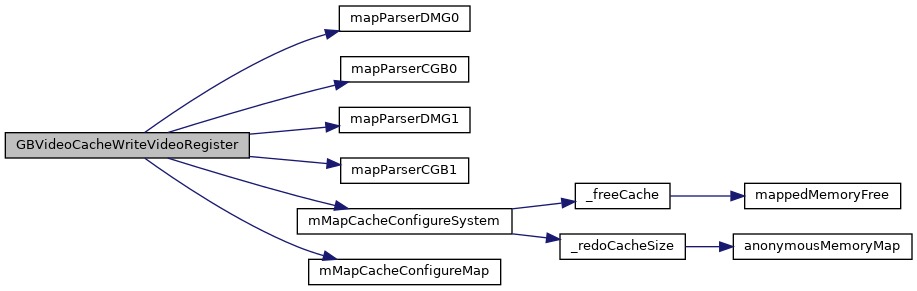 GBVideoCacheWriteVideoRegister
mapParserDMG0
mapParserCGB0
mapParserDMG1
mapParserCGB1
mMapCacheConfigureSystem
mMapCacheConfigureMap
_freeCache
_redoCacheSize
mappedMemoryFree
anonymousMemoryMap